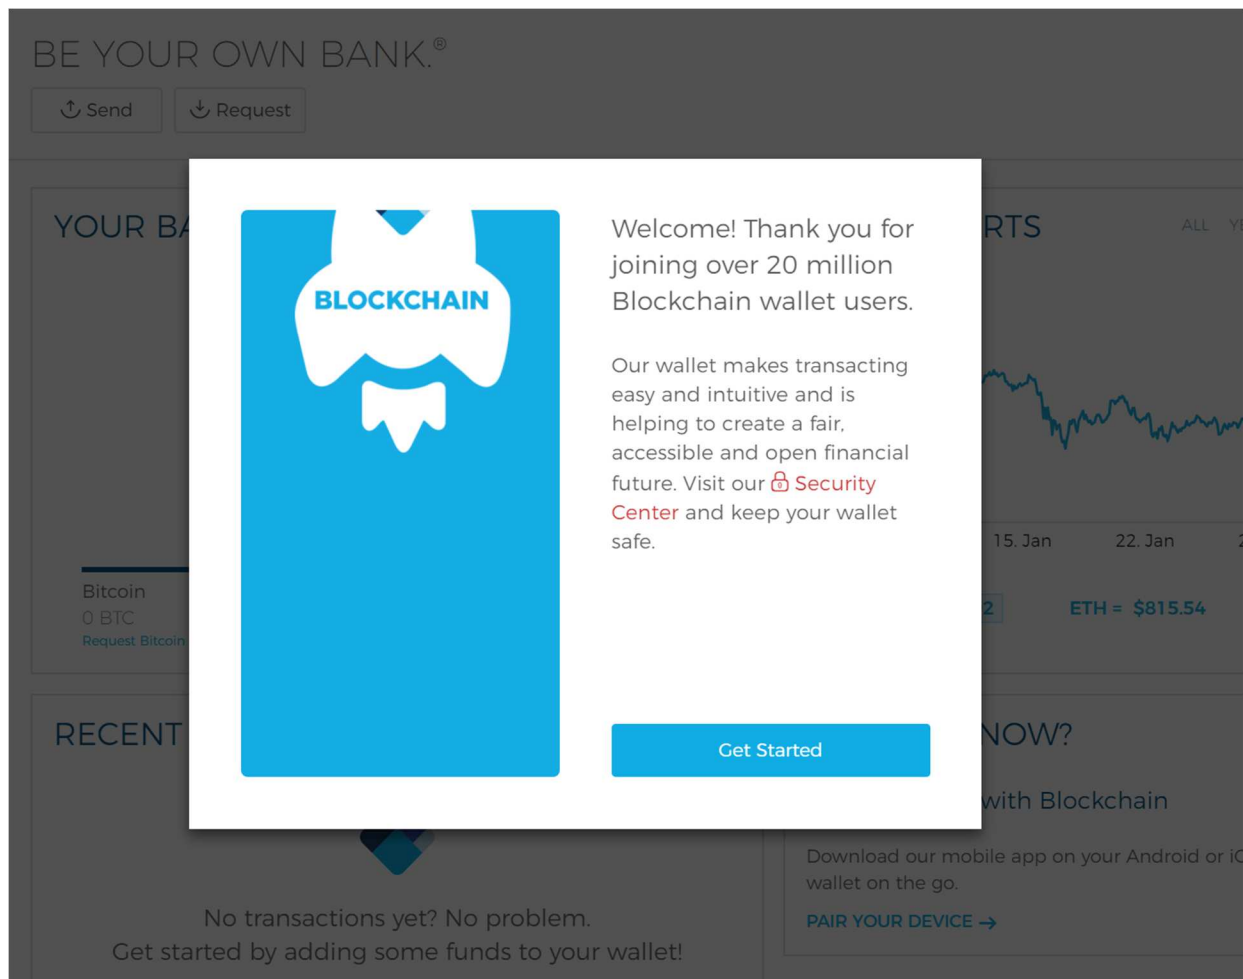 BE YOUR OWN BANK.®
Send
Request
YOUR BA
RTS
ALL YE
BLOCKCHAIN
Welcome! Thank you for
joining over 20 million
Blockchain wallet users.
Our wallet makes transacting
easy and intuitive and is
helping to create a fair,
accessible and open financial
future. Visit our Security
Center and keep your wallet
safe.
Get Started
15. Jan
22. Jan
2
Bitcoin
0 BTC
Request Bitcoin
2
ETH = $815.54
RECENT
NOW?
with Blockchain
Download our mobile app on your Android or iO
wallet on the go.
PAIR YOUR DEVICE →
No transactions yet? No problem.
Get started by adding some funds to your wallet!